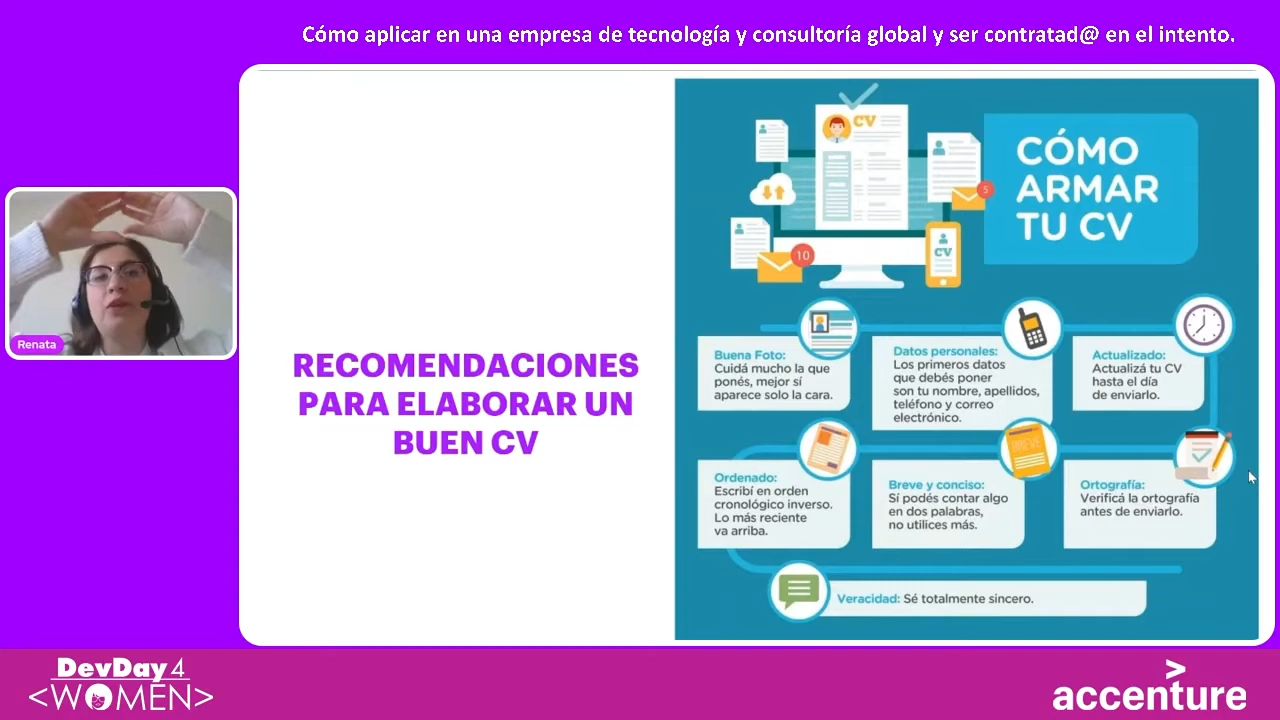 Cómo aplicar en una empresa de tecnología y consultoría global y ser contratad@ en el intento.
Renata
RECOMENDACIONES
PARA ELABORAR UN
BUEN CV
CV
5
10
CV
CÓMO
ARMAR
TU CV
Buena Foto:
Cuidá mucho la que
ponés, mejor sí
aparece solo la cara.
Datos personales:
Los primeros datos
que debés poner
son tu nombre, apellidos,
teléfono y correo
electrónico.
Actualizado:
Actualizá tu CV
hasta el día
de enviarlo.
Ordenado:
Escribí en orden
cronológico inverso.
Lo más reciente
va arriba.
BREVE
Breve y conciso:
Sí podés contar algo
en dos palabras,
no utilices más.
Ortografía:
Verificá la ortografía
antes de enviarlo.
Veracidad: Sé totalmente sincero.
DevDay4
<WOMEN>
accenture